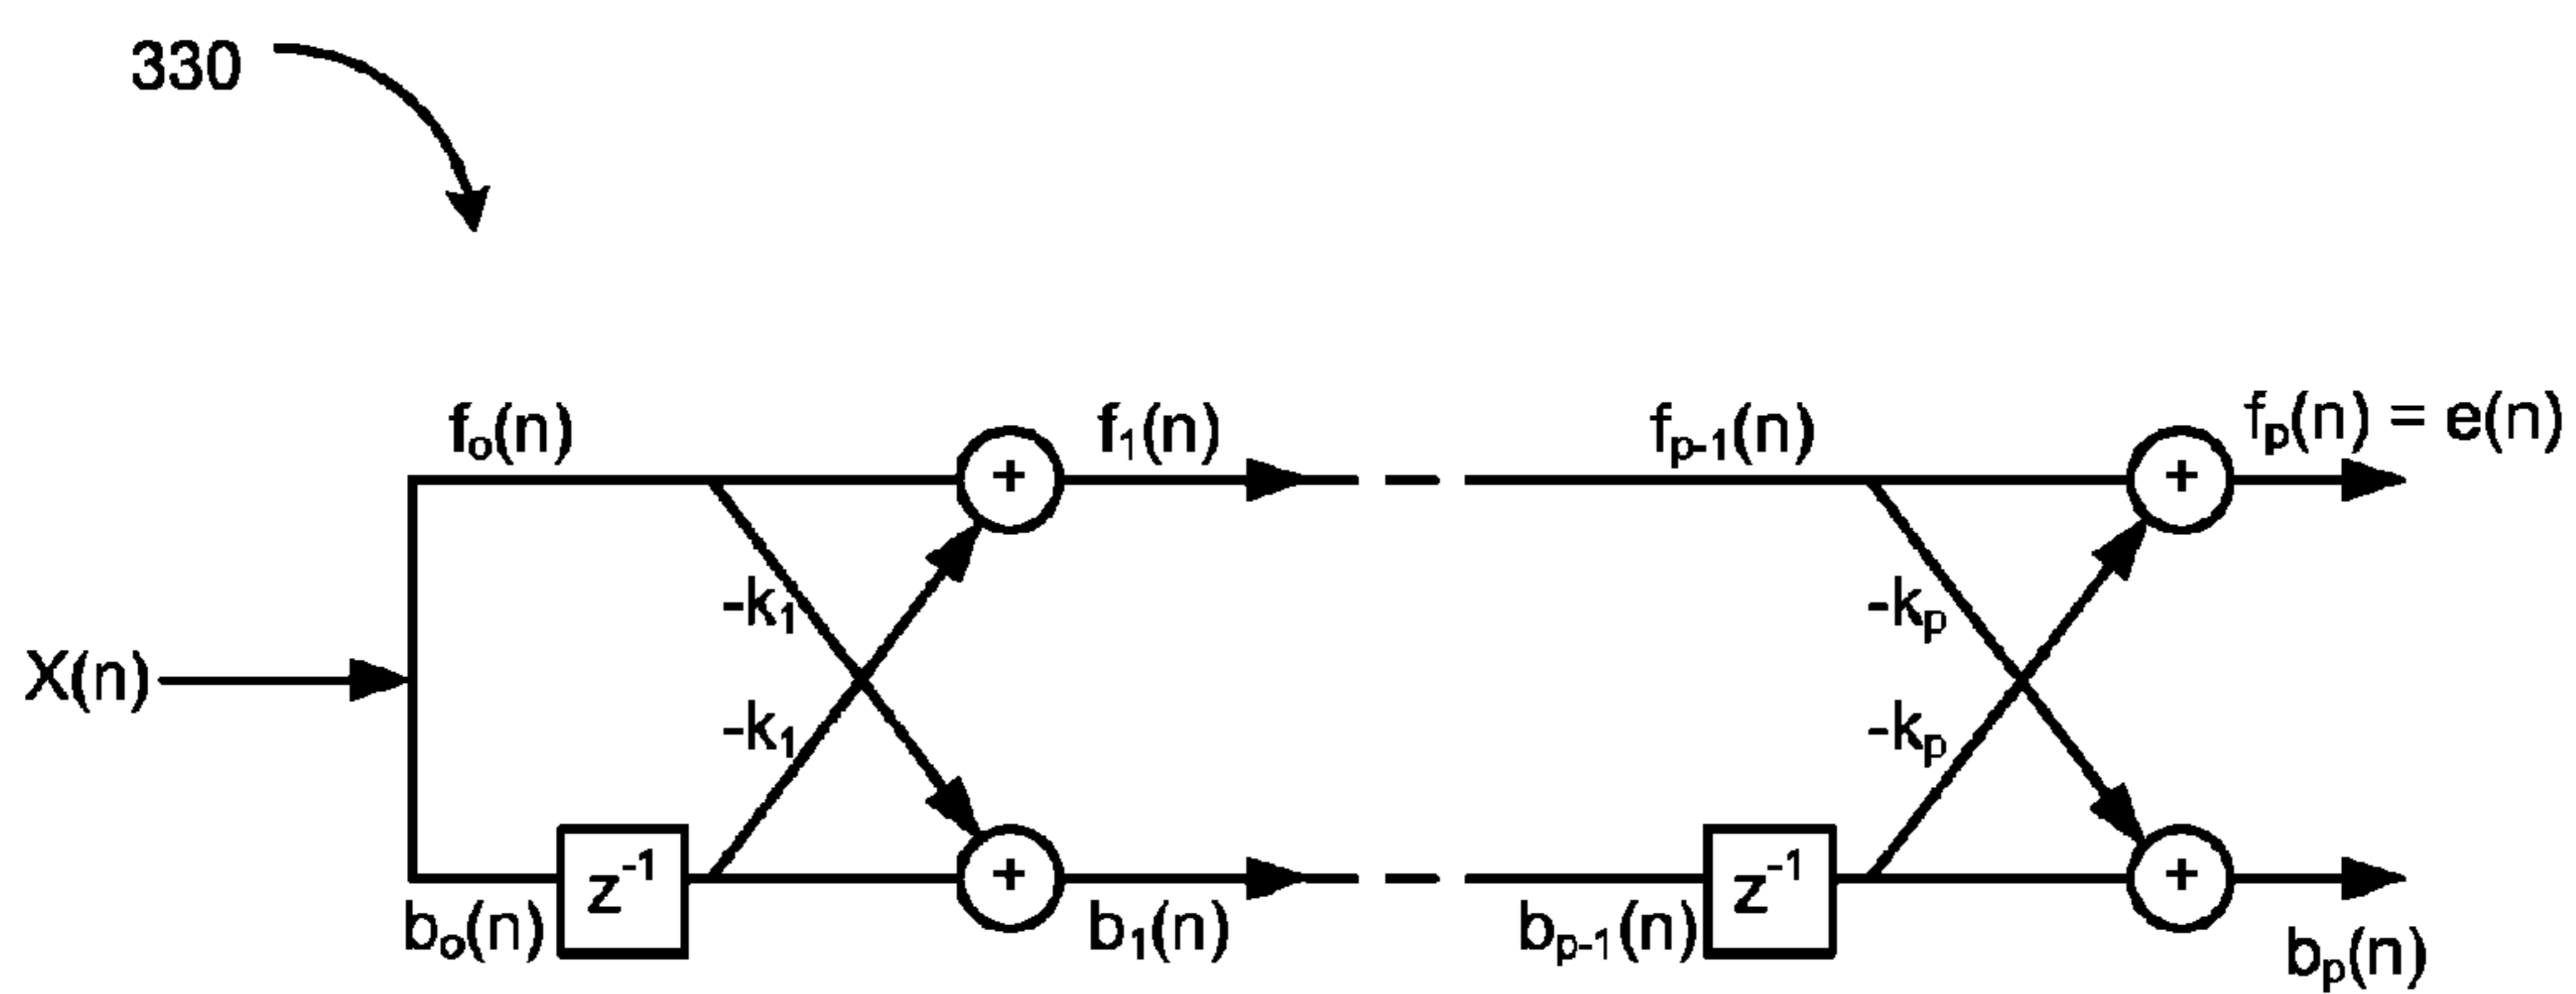 330
fₒ(n)
f₁(n)
fₚ₋₁(n)
fₚ(n) = e(n)
+
+
-k₁
-kₚ
X(n)
-k₁
-kₚ
z⁻¹
+
z⁻¹
+
bₒ(n)
b₁(n)
bₚ₋₁(n)
bₚ(n)